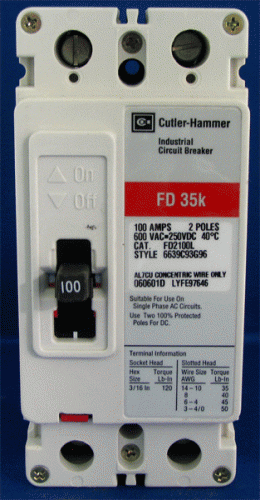 On
Off
100
CH Cutler-Hammer
Industrial
Circuit Breaker
FD 35k
100 AMPS 2 POLES
600 VAC=250VDC 40°C
CAT. FD2100L
STYLE 6639C93G96
AL7CU CONCENTRIC WIRE ONLY
060601D LYFE97646
Suitable For Use On
Single Phase AC Circuits.
Use Two 100% Protected
Poles For DC.
Terminal Information
Socket Head Slotted Head
Hex Torque Wire Size Torque
Size Lb-In AWG Lb-In
3/16 In 120 14-10 35
8 40
6-4 45
3-4/0 50